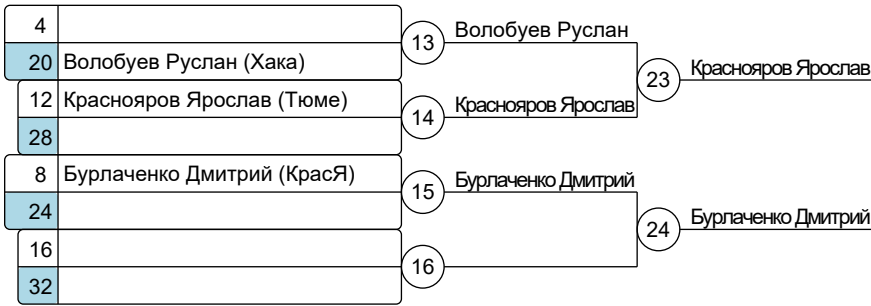 4
13
Волобуев Руслан
20 Волобуев Руслан (Хака)
23
Краснояров Ярослав
12 Краснояров Ярослав (Тюме)
14
Краснояров Ярослав
28
8 Бурлаченко Дмитрий (КрасЯ)
15
Бурлаченко Дмитрий
24
24
Бурлаченко Дмитрий
16
16
32